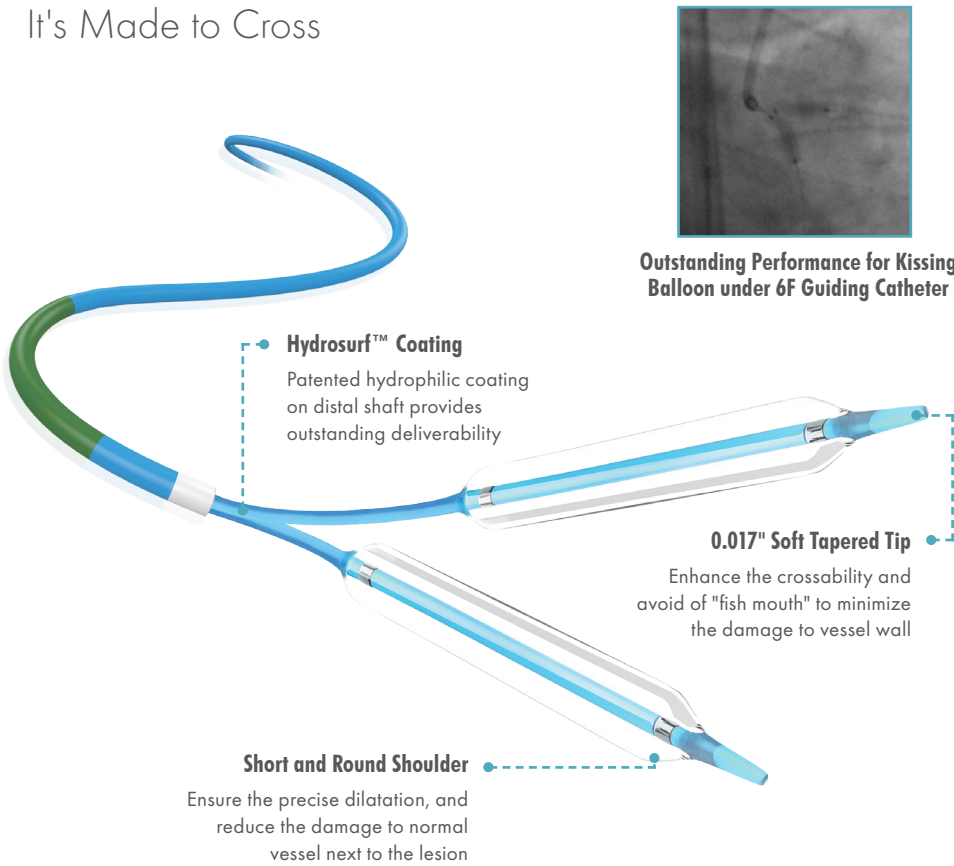 It's Made to Cross
Outstanding Performance for Kissing
Balloon under 6F Guiding Catheter
Hydrosurf™ Coating
Patented hydrophilic coating
on distal shaft provides
outstanding deliverability
0.017" Soft Tapered Tip
Enhance the crossability and
avoid of "fish mouth" to minimize
the damage to vessel wall
Short and Round Shoulder
Ensure the precise dilatation, and
reduce the damage to normal
vessel next to the lesion